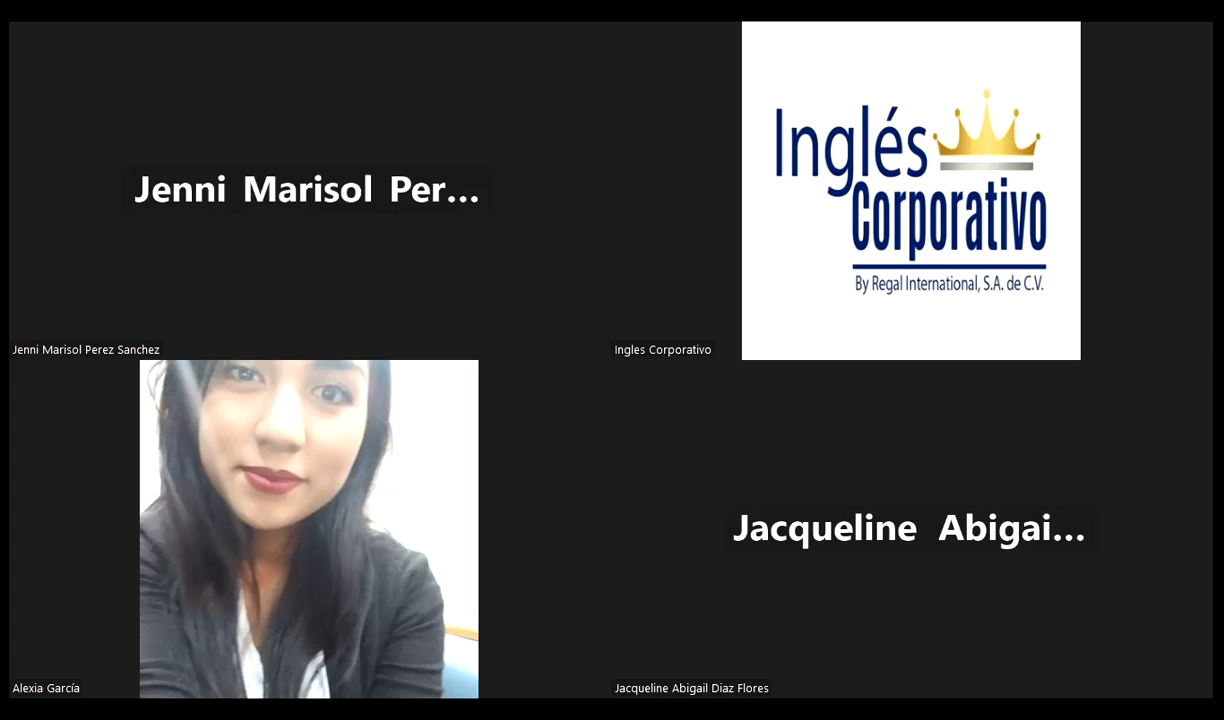 Jenni Marisol Per...
Jenni Marisol Perez Sanchez
Inglés
Corporativo
By Regal International, S.A. de C.V.
Ingles Corporativo
Alexia García
Jacqueline Abigai...
Jacqueline Abigail Diaz Flores